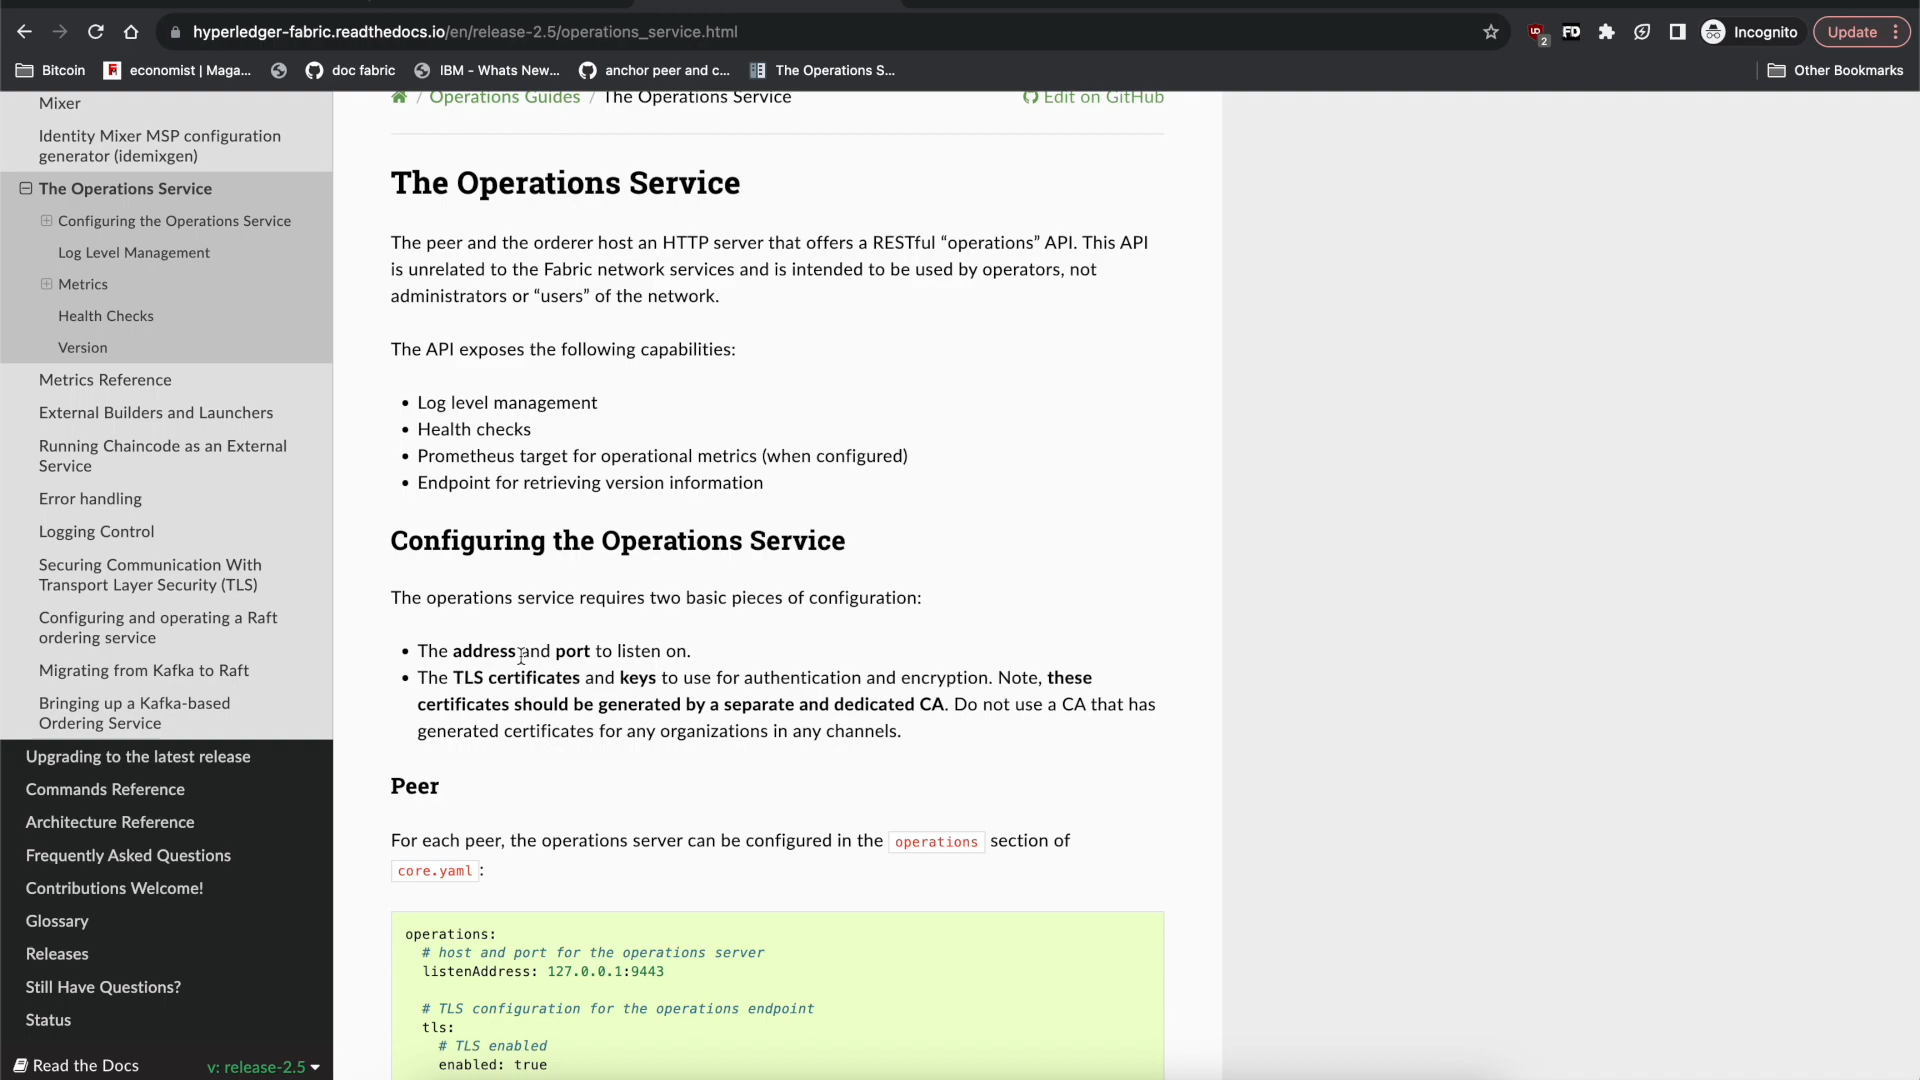 hyperledger-fabric.readthedocs.io/en/release-2.5/operations_service.html
2
FD
Incognito
Update
Bitcoin
economist | Maga...
doc fabric
IBM - Whats New...
anchor peer and c...
The Operations S...
Other Bookmarks
Mixer
Identity Mixer MSP configuration
generator (idemixgen)
The Operations Service
Configuring the Operations Service
Log Level Management
Metrics
Health Checks
Version
Metrics Reference
External Builders and Launchers
Running Chaincode as an External
Service
Error handling
Logging Control
Securing Communication With
Transport Layer Security (TLS)
Configuring and operating a Raft
ordering service
Migrating from Kafka to Raft
Bringing up a Kafka-based
Ordering Service
Upgrading to the latest release
Commands Reference
Architecture Reference
Frequently Asked Questions
Contributions Welcome!
Glossary
Releases
Still Have Questions?
Status
Read the Docs
v: release-2.5
/ Operations Guides / The Operations Service
Edit on GitHub
The Operations Service
The peer and the orderer host an HTTP server that offers a RESTful “operations” API. This API
is unrelated to the Fabric network services and is intended to be used by operators, not
administrators or “users” of the network.
The API exposes the following capabilities:
• Log level management
• Health checks
• Prometheus target for operational metrics (when configured)
• Endpoint for retrieving version information
Configuring the Operations Service
The operations service requires two basic pieces of configuration:
• The address and port to listen on.
• The TLS certificates and keys to use for authentication and encryption. Note, these
certificates should be generated by a separate and dedicated CA. Do not use a CA that has
generated certificates for any organizations in any channels.
Peer
For each peer, the operations server can be configured in the operations section of
core.yaml:
operations:
# host and port for the operations server
listenAddress: 127.0.0.1:9443
# TLS configuration for the operations endpoint
tls:
# TLS enabled
enabled: true